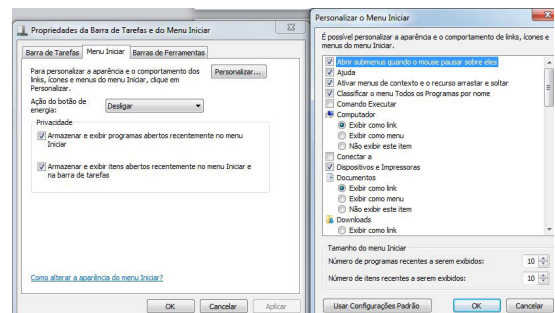 Propriedades da Barra de Tarefas e do Menu Iniciar
Barra de Tarefas
Menu Iniciar
Barras de Ferramentas
Para personalizar a aparência e o comportamento dos
links, ícones e menus do menu Iniciar, clique em
Personalizar.
Personalizar...
Ação do botão de
energia:
Desligar
Privacidade
Armazenar e exibir programas abertos recentemente no menu
Iniciar
Armazenar e exibir itens abertos recentemente no menu Iniciar e
na barra de tarefas
Como alterar a aparência do menu Iniciar?
OK
Cancelar
Aplicar
Personalizar o Menu Iniciar
É possível personalizar a aparência e o comportamento de links, ícones e
menus do menu Iniciar.
Abrir submenus quando o mouse pausar sobre eles
Ajuda
Ativar menus de contexto e o recurso arrastar e soltar
Classificar o menu Todos os Programas por nome
Comando Executar
Computador
Exibir como link
Exibir como menu
Não exibir este item
Conectar a
Dispositivos e Impressoras
Documentos
Exibir como link
Exibir como menu
Não exibir este item
Downloads
Exibir como link
Tamanho do menu Iniciar
Número de programas recentes a serem exibidos:
10
Número de itens recentes a serem exibidos:
10
Usar Configurações Padrão
OK
Cancelar